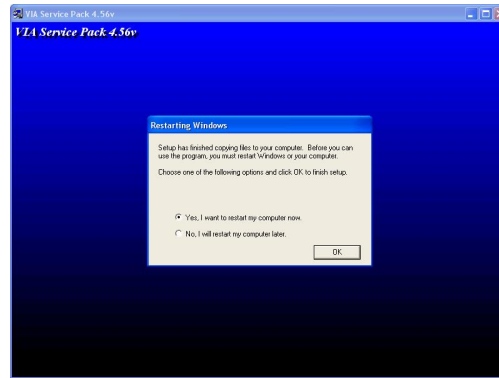 VIA Service Pack 4.56v
VIA Service Pack 4.56v
Restarting Windows
Setup has finished copying files to your computer. Before you can
use the program, you must restart Windows or your computer.
Choose one of the following options and click OK to finish setup.
Yes, I want to restart my computer now.
No, I will restart my computer later.
OK